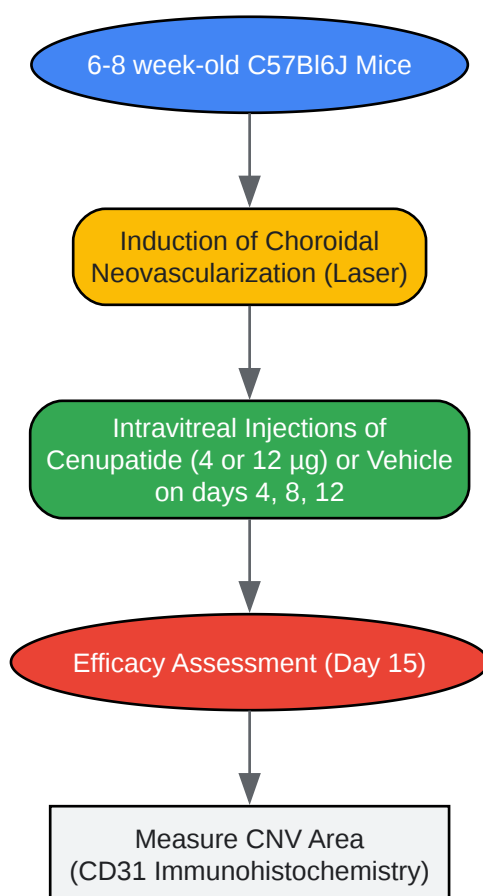 6-8 week-old C57Bl6J Mice
Induction of Choroidal
Neovascularization (Laser)
Intravitreal Injections of
Cenupatide (4 or 12 µg) or Vehicle
on days 4, 8, 12
Efficacy Assessment (Day 15)
Measure CNV Area
(CD31 Immunohistochemistry)